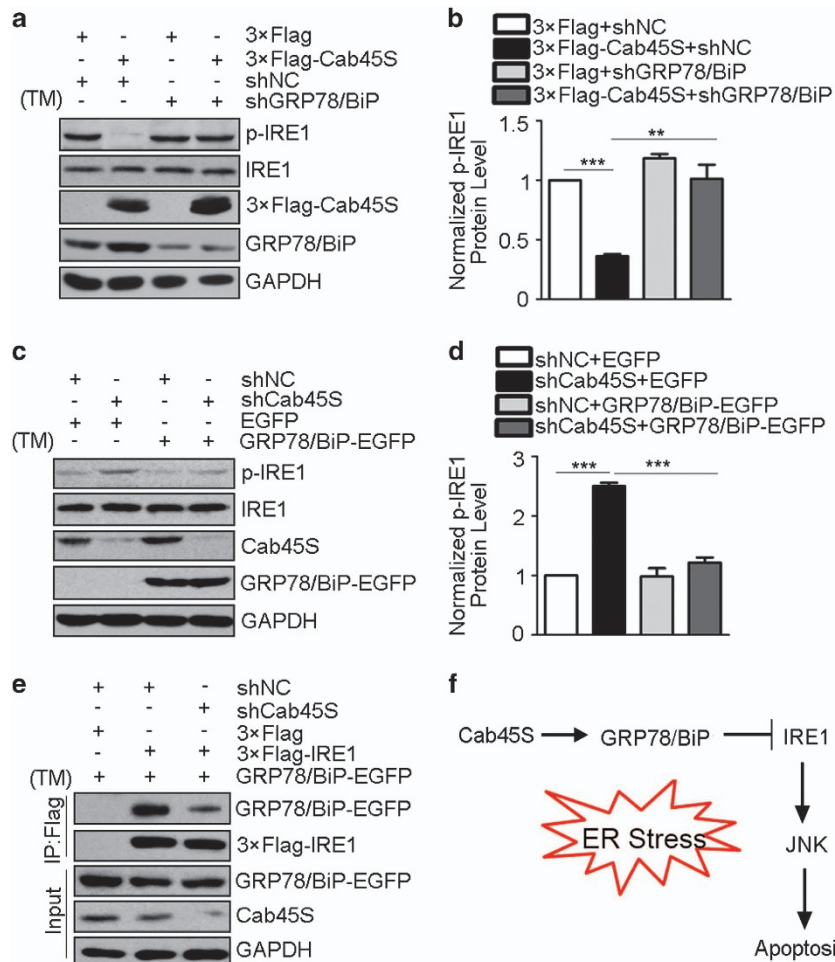 a
+ - + - 3×Flag
- + - + 3×Flag-Cab45S
+ + - - shNC
(TM) - - + + shGRP78/BiP
p-IRE1
IRE1
3×Flag-Cab45S
GRP78/BiP
GAPDH
b
3×Flag+shNC
3×Flag-Cab45S+shNC
3×Flag+shGRP78/BiP
3×Flag-Cab45S+shGRP78/BiP
Normalized p-IRE1
Protein Level
1.5
1
0.5
0
***
**
c
+ - + - shNC
- + - + shCab45S
+ + - - EGFP
(TM) - - + + GRP78/BiP-EGFP
p-IRE1
IRE1
Cab45S
GRP78/BiP-EGFP
GAPDH
d
shNC+EGFP
shCab45S+EGFP
shNC+GRP78/BiP-EGFP
shCab45S+GRP78/BiP-EGFP
Normalized p-IRE1
Protein Level
3
2
1
0
***
***
e
+ + - shNC
- - + shCab45S
+ - - 3×Flag
- + + 3×Flag-IRE1
(TM) + + + GRP78/BiP-EGFP
IP:Flag
GRP78/BiP-EGFP
3×Flag-IRE1
Input
GRP78/BiP-EGFP
Cab45S
GAPDH
f
Cab45S GRP78/BiP IRE1
ER Stress
JNK
Apoptosi